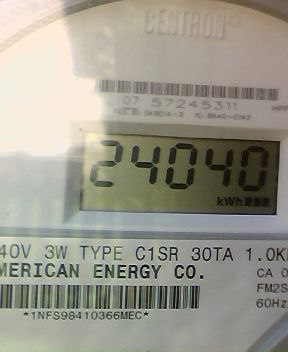 CENTRON
07 57245311
24040
kWh
40V 3W TYPE C1SR 30TA 1.0K
MERICAN ENERGY CO.
CA 0
FM2S
60Hz
*1NFS98410366MEC*